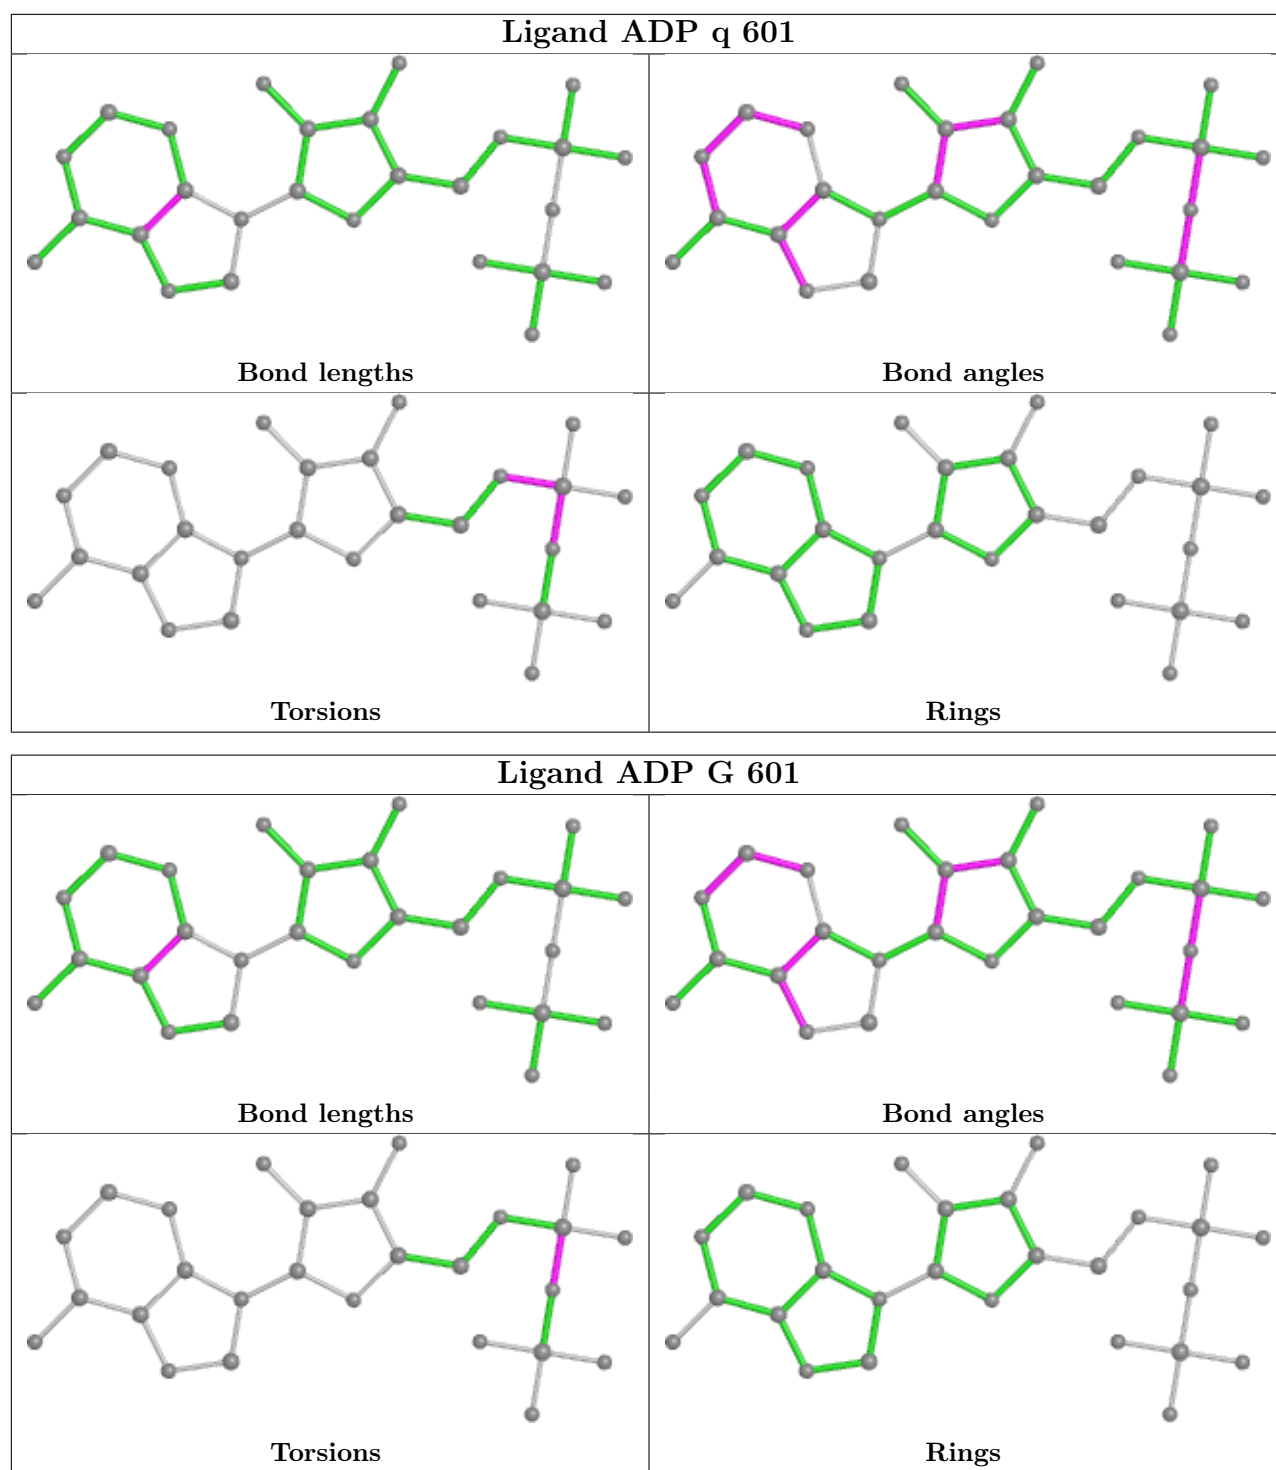 Ligand ADP q 601
Bond lengths
Bond angles
Torsions
Rings
Ligand ADP G 601
Bond lengths
Bond angles
Torsions
Rings